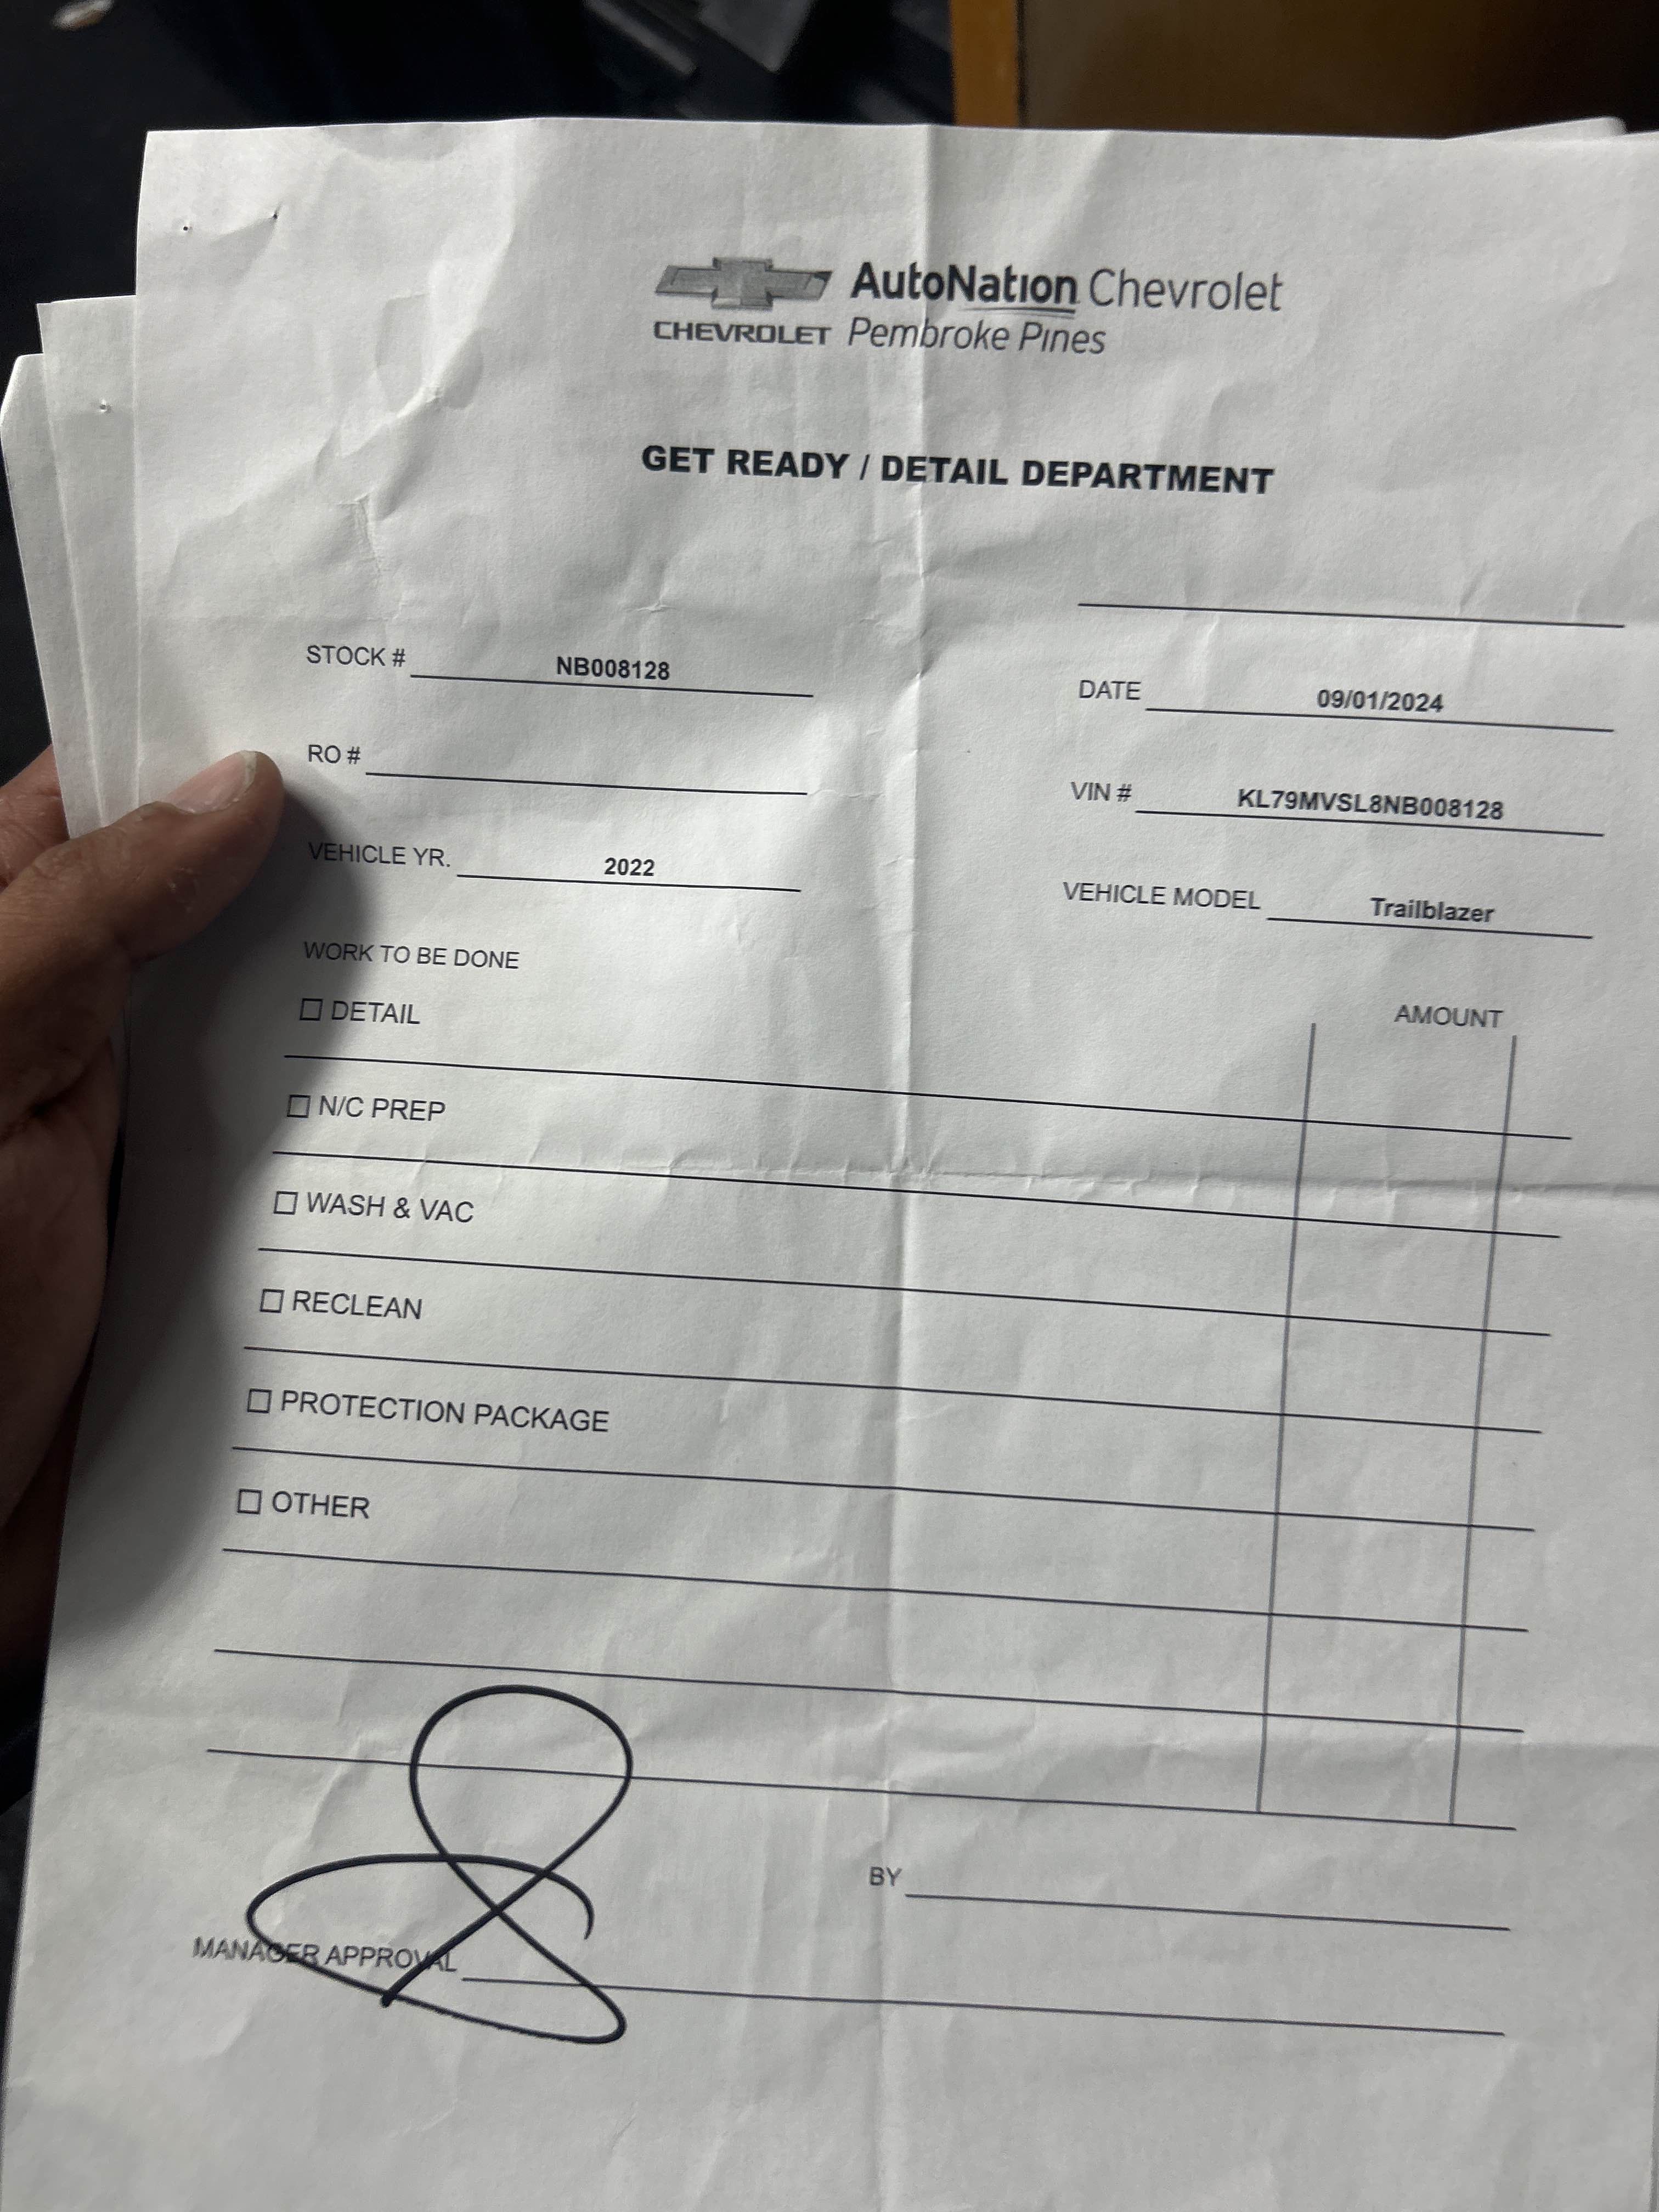 AutoNation Chevrolet
CHEVROLET Pembroke Pines
GET READY / DETAIL DEPARTMENT
STOCK # NB008128
DATE 09/01/2024
RO #
VIN # KL79MVSL8NB008128
VEHICLE YR. 2022
VEHICLE MODEL Trailblazer
WORK TO BE DONE
AMOUNT
☐ DETAIL
☐ N/C PREP
☐ WASH & VAC
☐ RECLEAN
☐ PROTECTION PACKAGE
☐ OTHER
BY
MANAGER APPROVAL